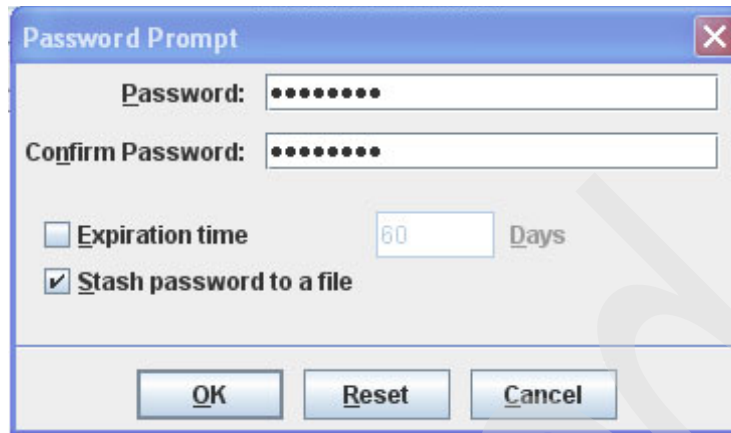 Password Prompt
Password: ●●●●●●●●
Confirm Password: ●●●●●●●●
Expiration time 60 Days
Stash password to a file
OK Reset Cancel